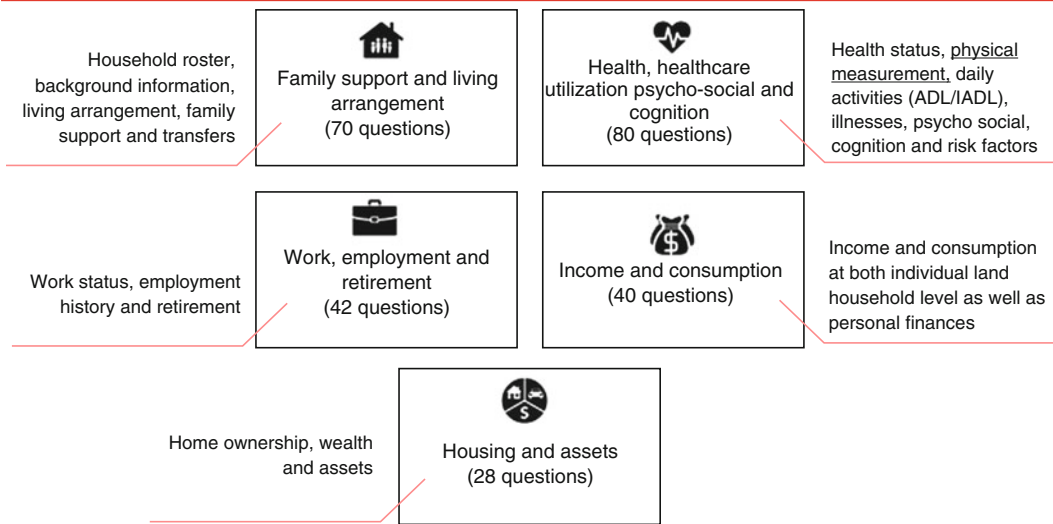 Household roster,
background information,
living arrangement, family
support and transfers
Family support and living
arrangement
(70 questions)
Health, healthcare
utilization psycho-social and
cognition
(80 questions)
Health status, physical
measurement, daily
activities (ADL/IADL),
illnesses, psycho social,
cognition and risk factors
Work status, employment
history and retirement
Work, employment and
retirement
(42 questions)
$
Income and consumption
(40 questions)
Income and consumption
at both individual land
household level as well as
personal finances
Home ownership, wealth
and assets
S
Housing and assets
(28 questions)